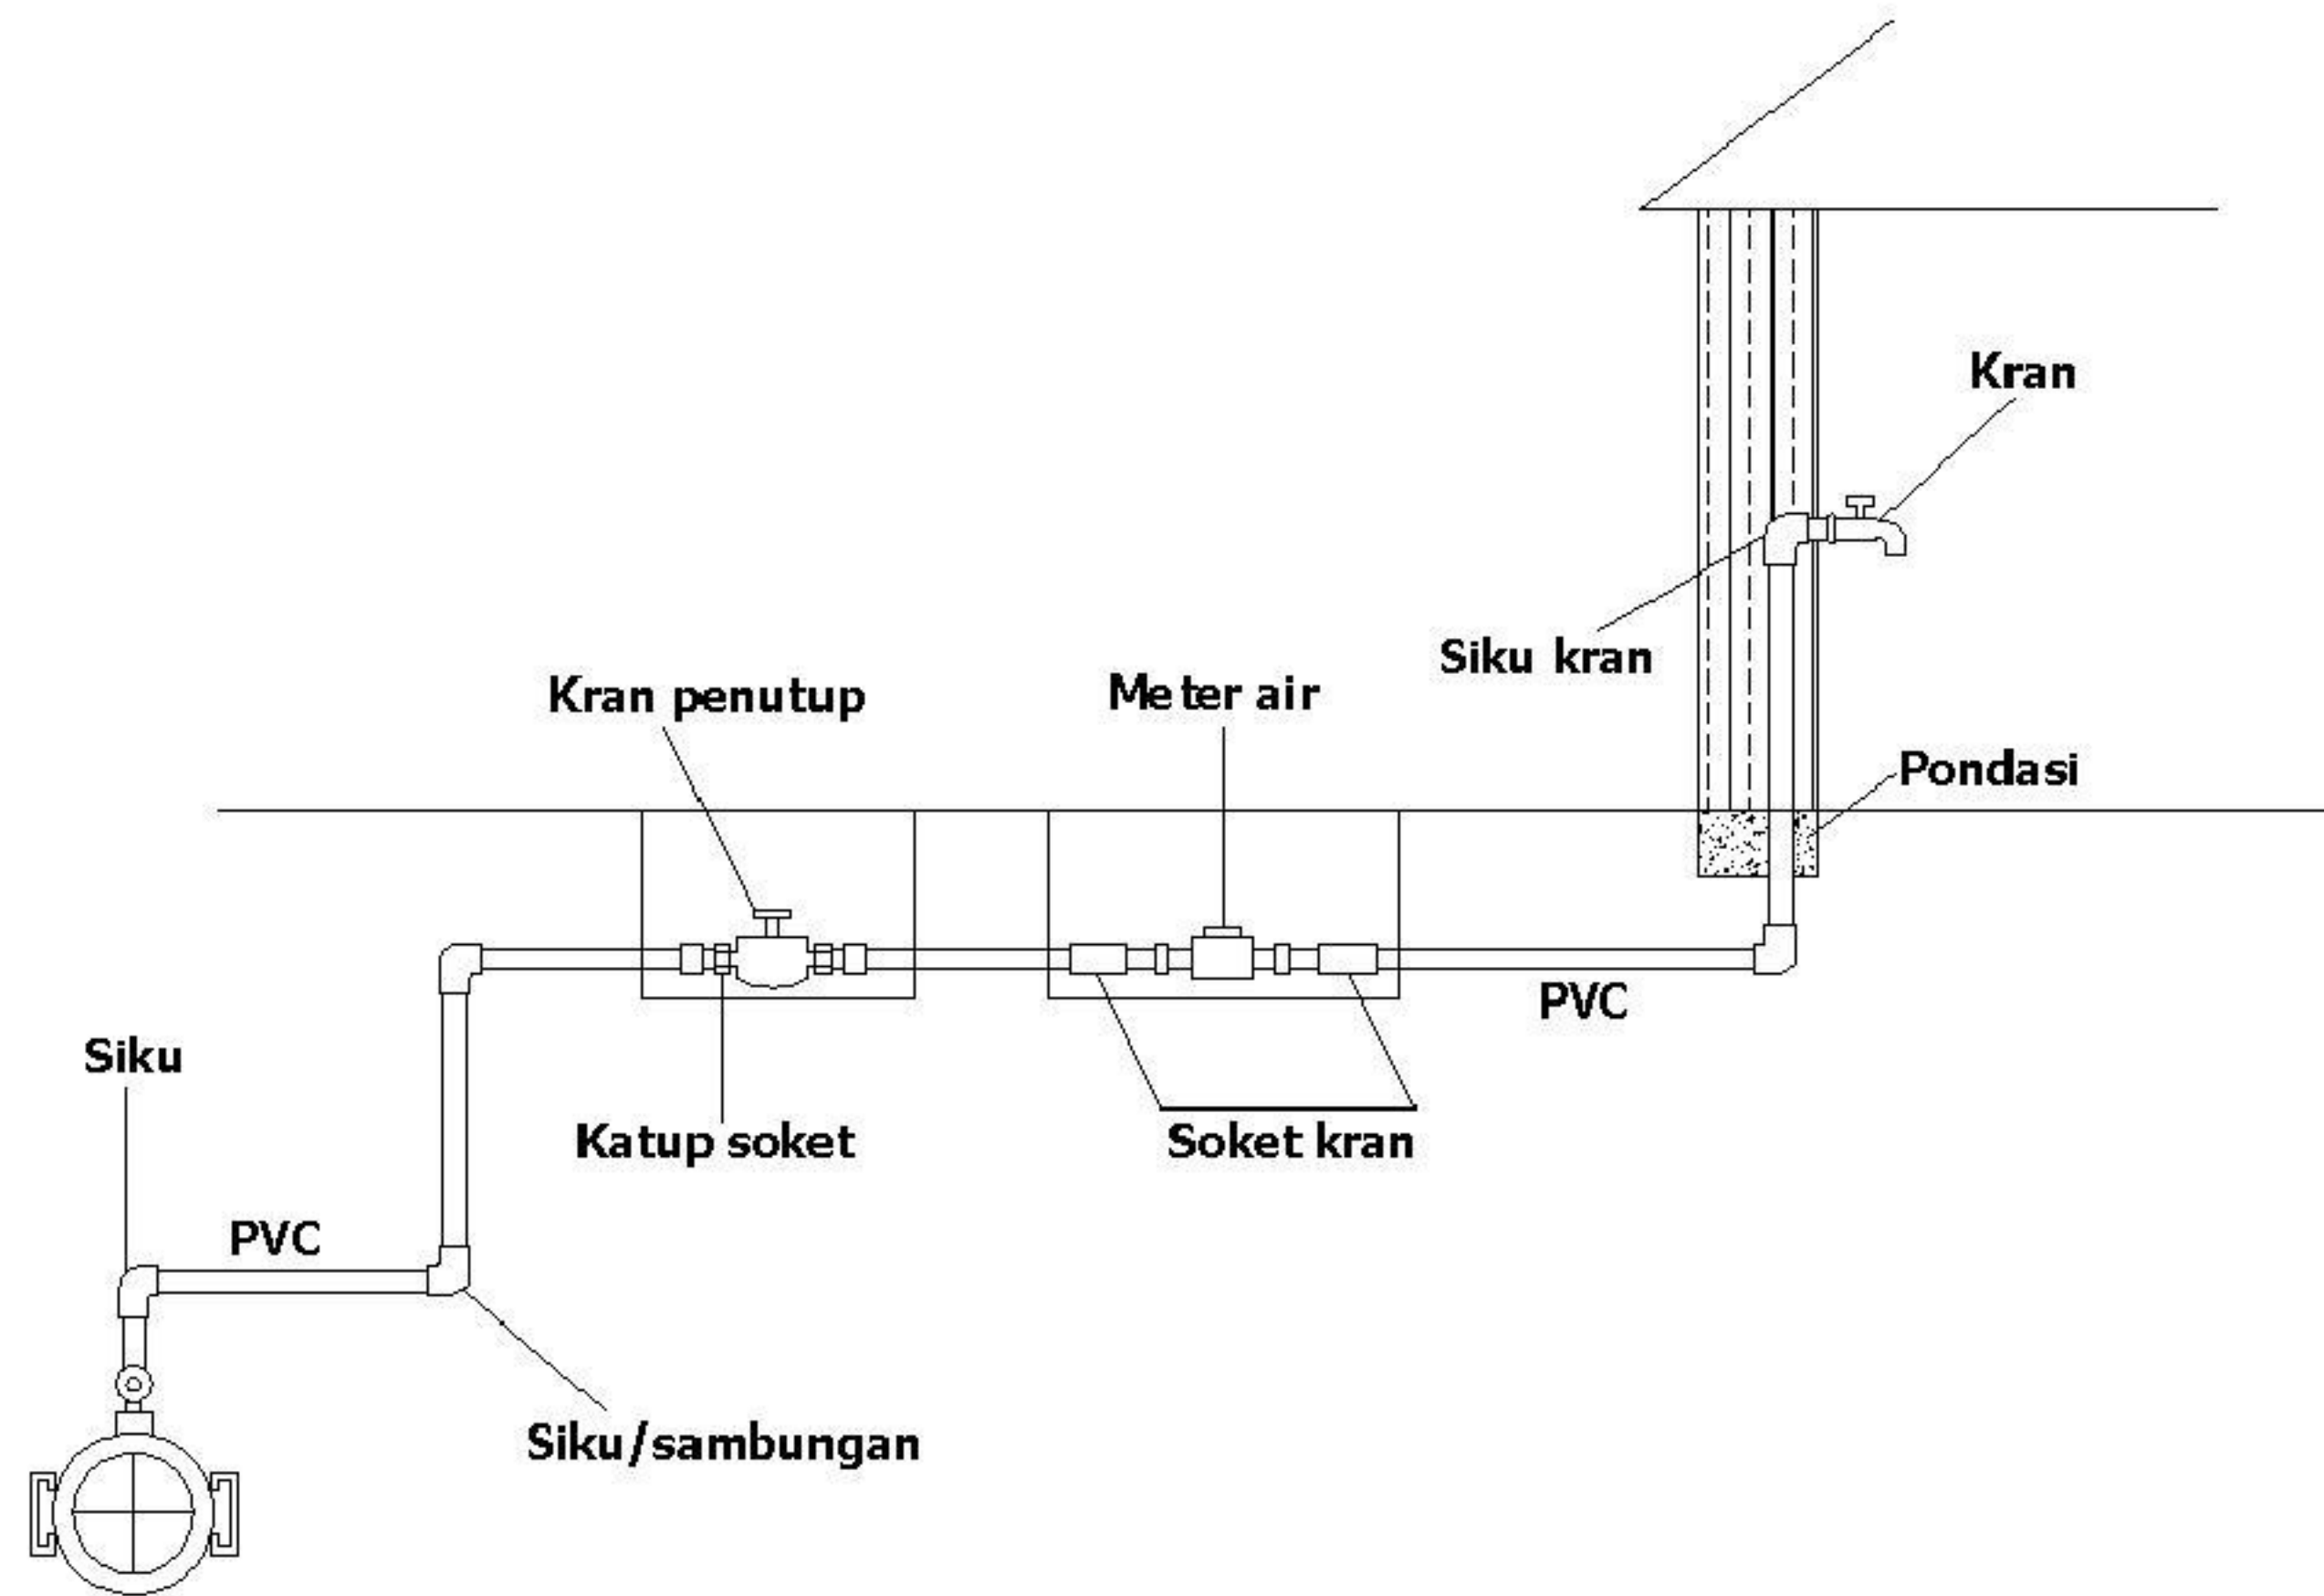 Kran
Siku kran
Kran penutup
Meter air
Pondasi
PVC
Siku
Katup soket
Soket kran
PVC
Siku/sambungan